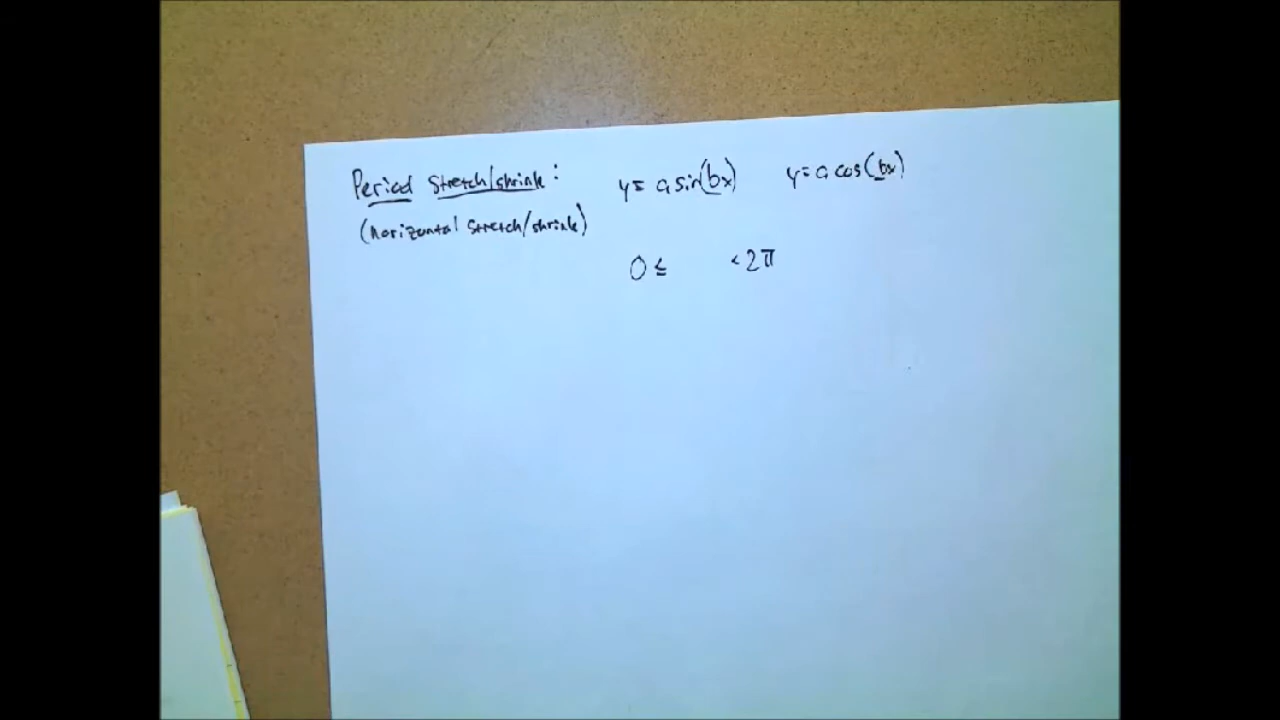 Period Stretch/shrink: y = a sin(bx) y = a cos(bx)
(horizontal stretch/shrink)
0 ≤ < 2π